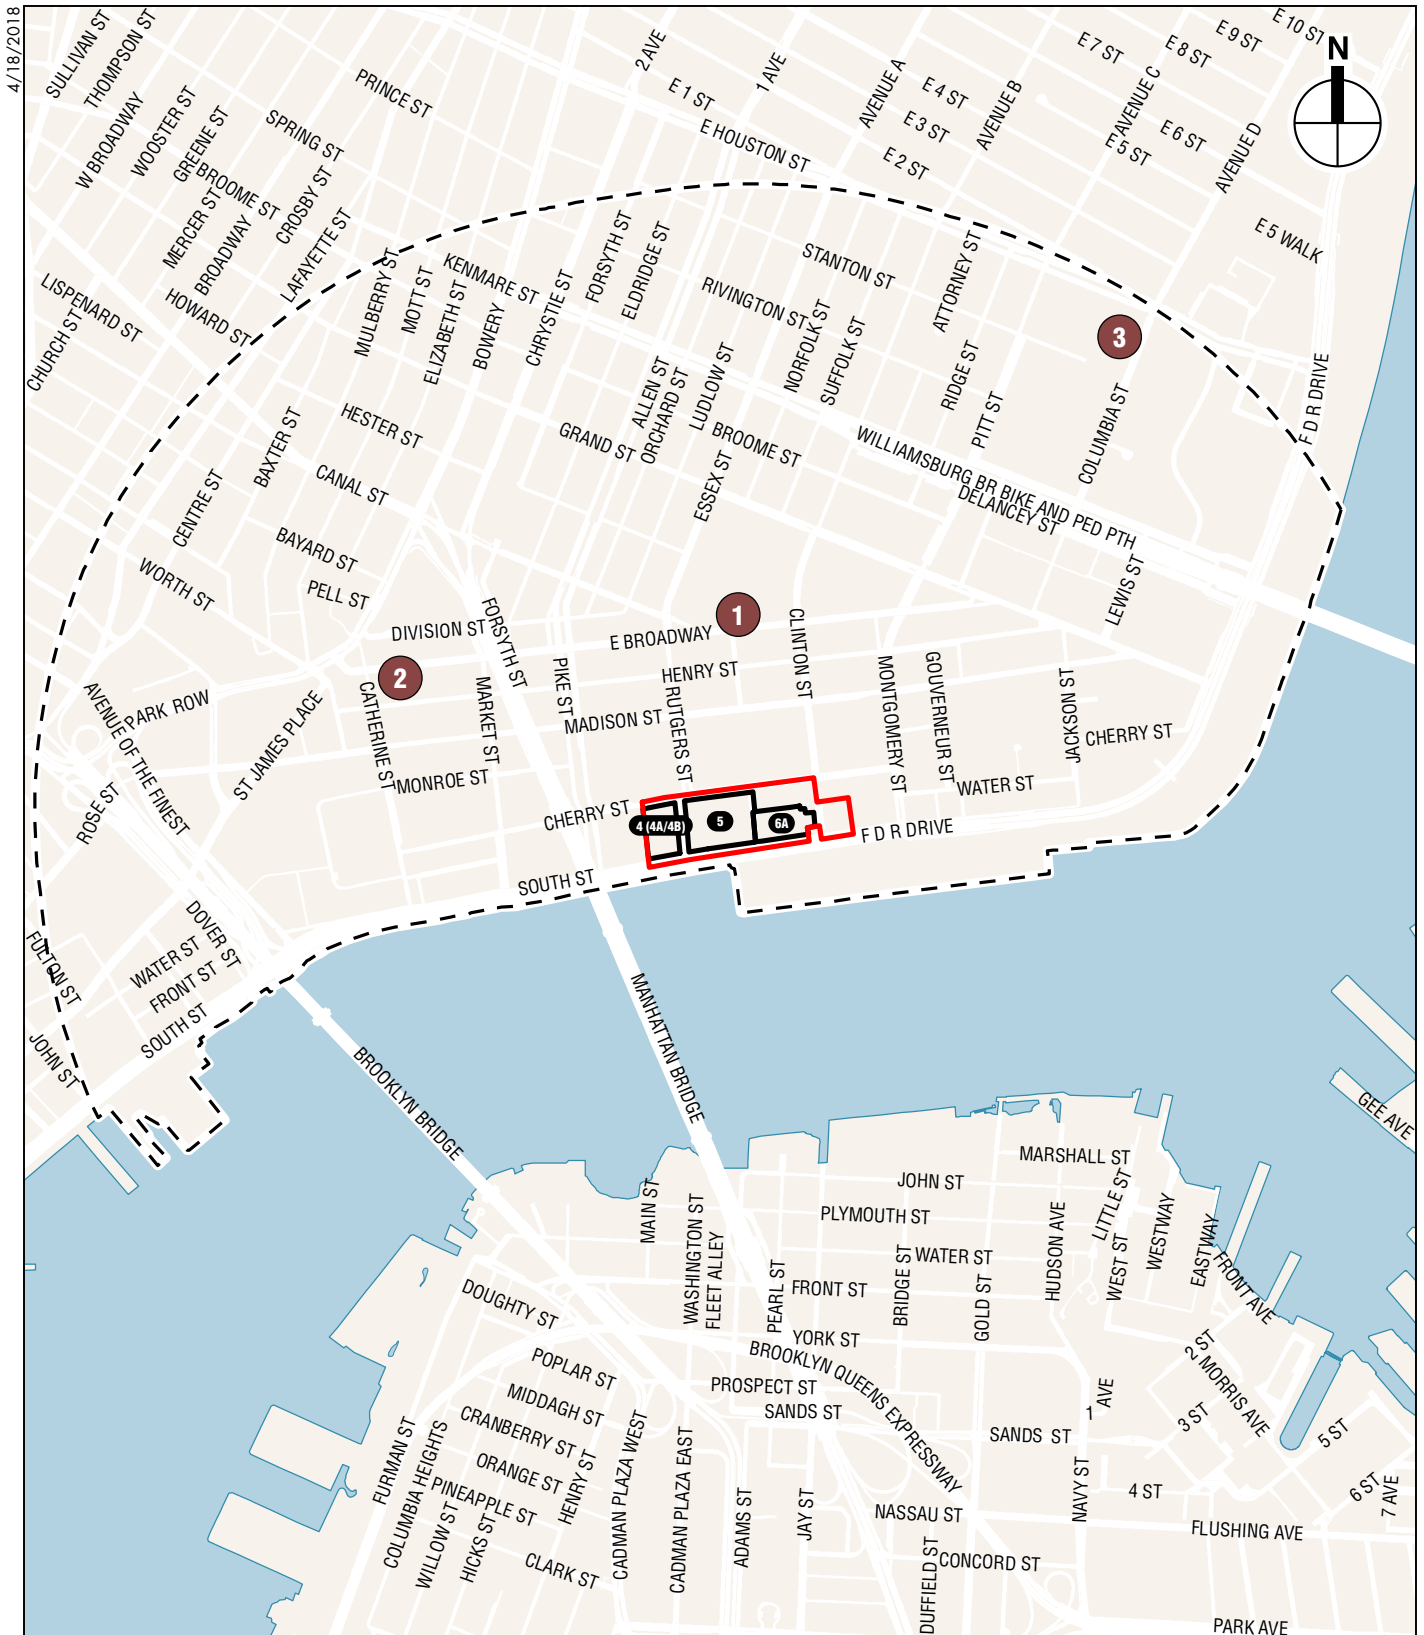 4/18/2018
SULLIVAN ST
THOMPSON ST
W BROADWAY
WOOSTER ST
GREENE ST
PRINCE ST
SPRING ST
BROOME ST
MERCER ST
BROADWAY
CROSBY ST
LAFAYETTE ST
2 AVE
1 AVE
E 1 ST
E HOUSTON ST
AVENUE A
E 4 ST
E 3 ST
E 2 ST
AVENUE B
E 7 ST
E 8 ST
E 9 ST
E 10 ST
AVENUE C
E 6 ST
E 5 ST
AVENUE D
E 5 WALK
N
LISPENARD ST
CHURCH ST
HOWARD ST
MULBERRY ST
MOTT ST
ELIZABETH ST
KENMARE ST
BOWERY
CHRYSTIE ST
FORSYTH ST
ELDRIDGE ST
STANTON ST
RIVINGTON ST
NORFOLK ST
SUFFOLK ST
ATTORNEY ST
RIDGE ST
PITT ST
3
COLUMBIA ST
F D R DRIVE
ALLEN ST
ORCHARD ST
LUDLOW ST
BROOME ST
GRAND ST
ESSEX ST
HESTER ST
BAXTER ST
CANAL ST
CENTRE ST
BAYARD ST
WORTH ST
PELL ST
WILLIAMSBURG BR BIKE AND PED PTH
DELANCEY ST
LEWIS ST
DIVISION ST
FORSYTH ST
E BROADWAY
1
CLINTON ST
2
HENRY ST
PIKE ST
RUTGERS ST
MADISON ST
MARKET ST
CATHERINE ST
MONROE ST
PARK ROW
AVENUE OF THE FINEST
ST JAMES PLACE
ROSE ST
MONTGOMERY ST
GOUVERNEUR ST
JACKSON ST
CHERRY ST
WATER ST
CHERRY ST
4 (4A/4B)
5
6A
F D R DRIVE
SOUTH ST
DOVER ST
WATER ST
FRONT ST
SOUTH ST
FULTON ST
JOHN ST
BROOKLYN BRIDGE
MANHATTAN BRIDGE
GEE AVE
MARSHALL ST
JOHN ST
PLYMOUTH ST
WATER ST
FRONT ST
MAIN ST
WASHINGTON ST
FLEET ALLEY
PEARL ST
BRIDGE ST
GOLD ST
HUDSON AVE
LITTLE ST
WEST ST
WESTWAY
EASTWAY
FRONT AVE
DOUGHTY ST
YORK ST
BROOKLYN QUEENS EXPRESSWAY
POPLAR ST
PROSPECT ST
SANDS ST
MIDDAGH ST
CRANBERRY ST
ORANGE ST
PINEAPPLE ST
HENRY ST
FURMAN ST
COLUMBIA HEIGHTS
WILLOW ST
HICKS ST
CLARK ST
CADMAN PLAZA WEST
CADMAN PLAZA EAST
ADAMS ST
JAY ST
NASSAU ST
DUFFIELD ST
CONCORD ST
SANDS ST
NAVY ST
1 AVE
2 ST
MORRIS AVE
3 ST
4 ST
5 ST
6 ST
7 AVE
FLUSHING AVE
PARK AVE